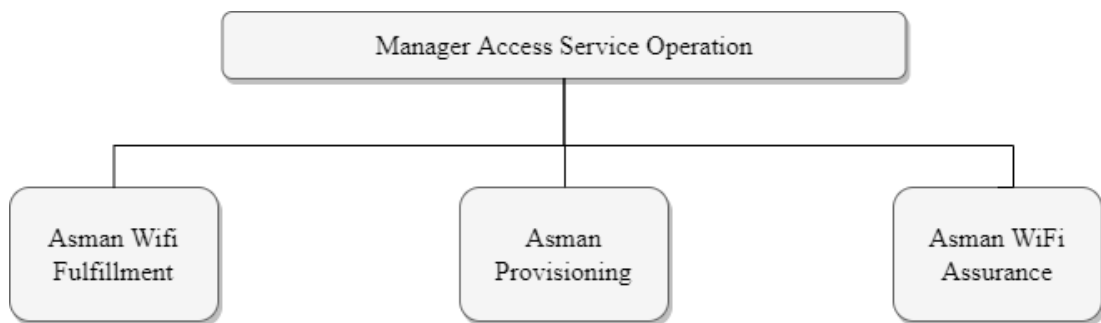 Manager Access Service Operation
Asman Wifi
Fulfillment
Asman
Provisioning
Asman WiFi
Assurance